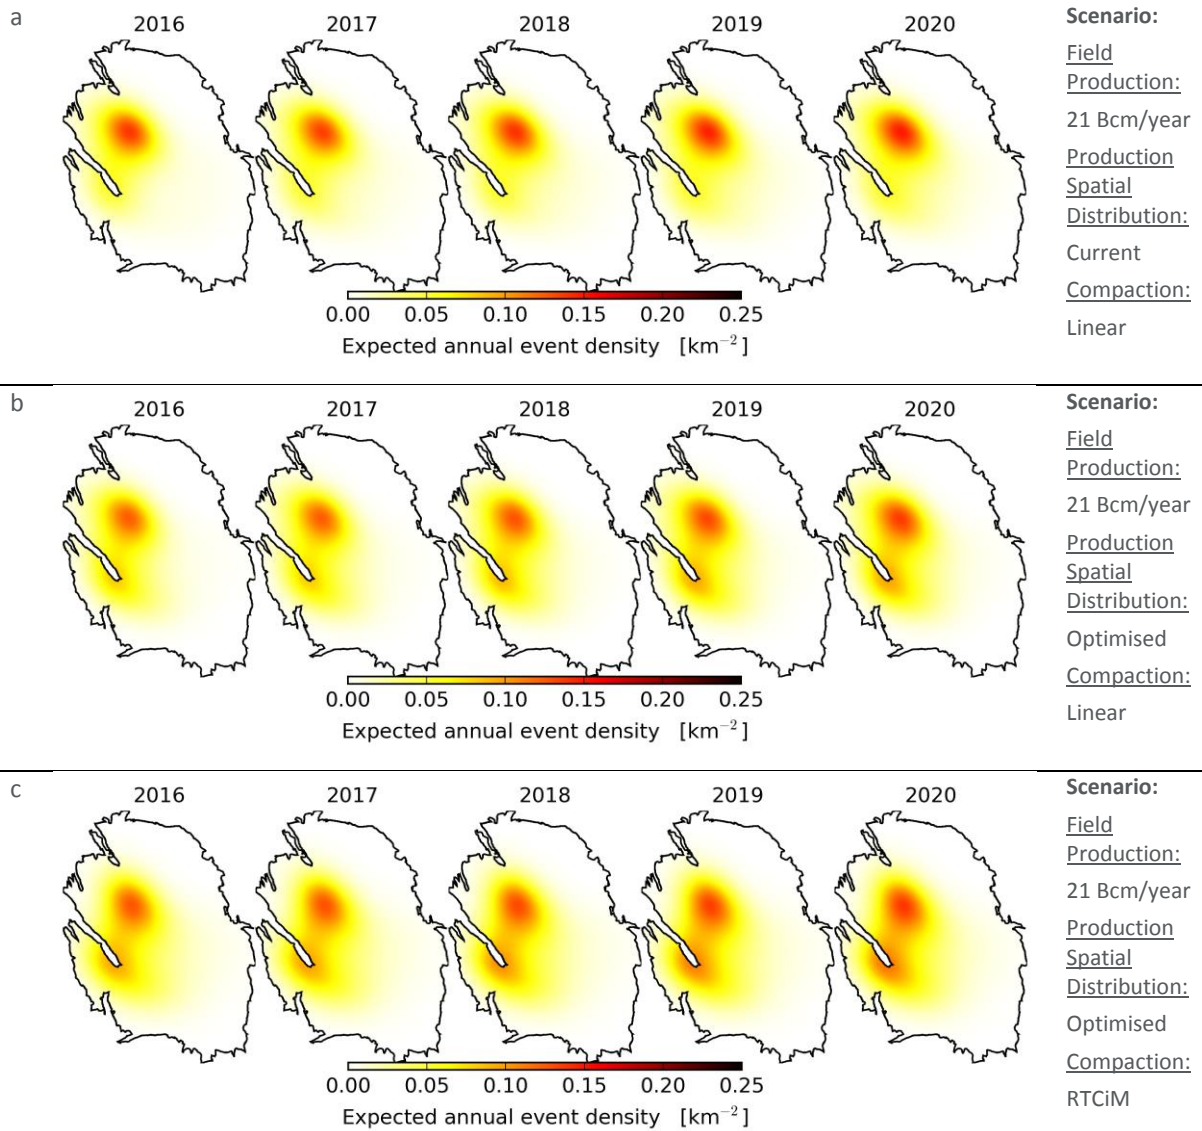 a
2016 2017 2018 2019 2020
0.00 0.05 0.10 0.15 0.20 0.25
Expected annual event density [km⁻²]
Scenario:
Field
Production:
21 Bcm/year
Production
Spatial
Distribution:
Current
Compaction:
Linear
b
2016 2017 2018 2019 2020
0.00 0.05 0.10 0.15 0.20 0.25
Expected annual event density [km⁻²]
Scenario:
Field
Production:
21 Bcm/year
Production
Spatial
Distribution:
Optimised
Compaction:
Linear
c
2016 2017 2018 2019 2020
0.00 0.05 0.10 0.15 0.20 0.25
Expected annual event density [km⁻²]
Scenario:
Field
Production:
21 Bcm/year
Production
Spatial
Distribution:
Optimised
Compaction:
RTCiM